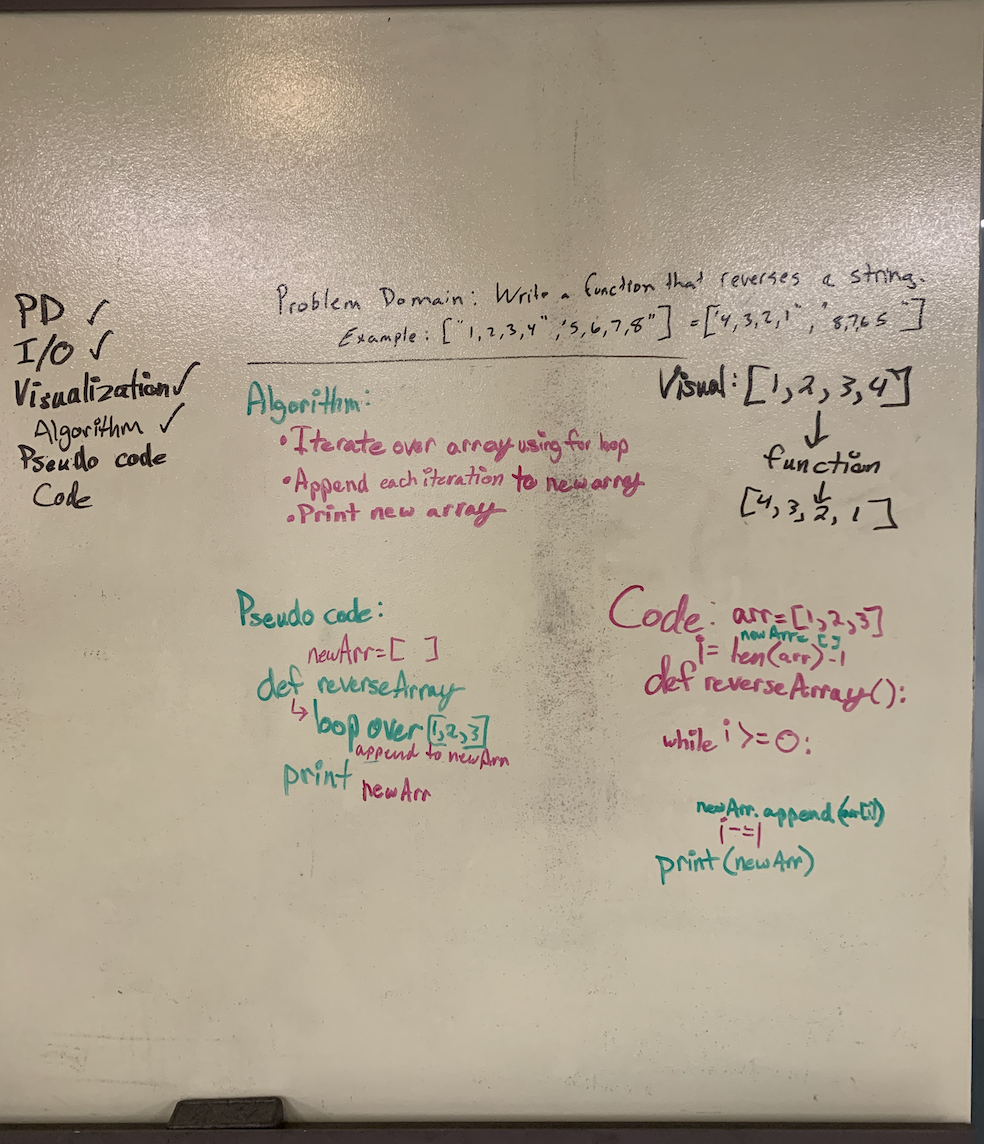 PD ✓
I/O ✓
Visualization ✓
Algorithm ✓
Pseudo code
Code
Problem Domain: Write a function that reverses a string.
Example: ["1,2,3,4", "5,6,7,8"] = ["4,3,2,1", "8,7,6 5"]
Algorithm:
• Iterate over array using for loop
• Append each iteration to new array
• Print new array
Visual: [1, 2, 3, 4]
↓
function
↓
[4, 3, 2, 1]
Pseudo code:
newArr = [ ]
def reverseArray
↳ loop over [1,2,3]
append to newArr
print newArr
Code: arr = [1, 2, 3]
newArr = [ ]
i = len(arr) -1
def reverseArray():
while i >= 0:
newArr.append(arr[i])
i -= 1
print(newArr)